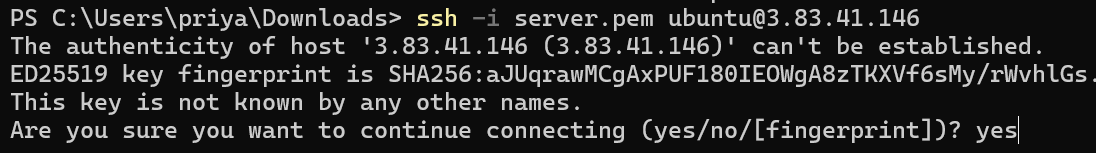 PS C:\Users\priya\Downloads> ssh -i server.pem ubuntu@3.83.41.146
The authenticity of host '3.83.41.146 (3.83.41.146)' can't be established.
ED25519 key fingerprint is SHA256:aJUqrawMCgAxPUF180IEOWgA8zTKXVf6sMy/rWvhlGs.
This key is not known by any other names.
Are you sure you want to continue connecting (yes/no/[fingerprint])? yes